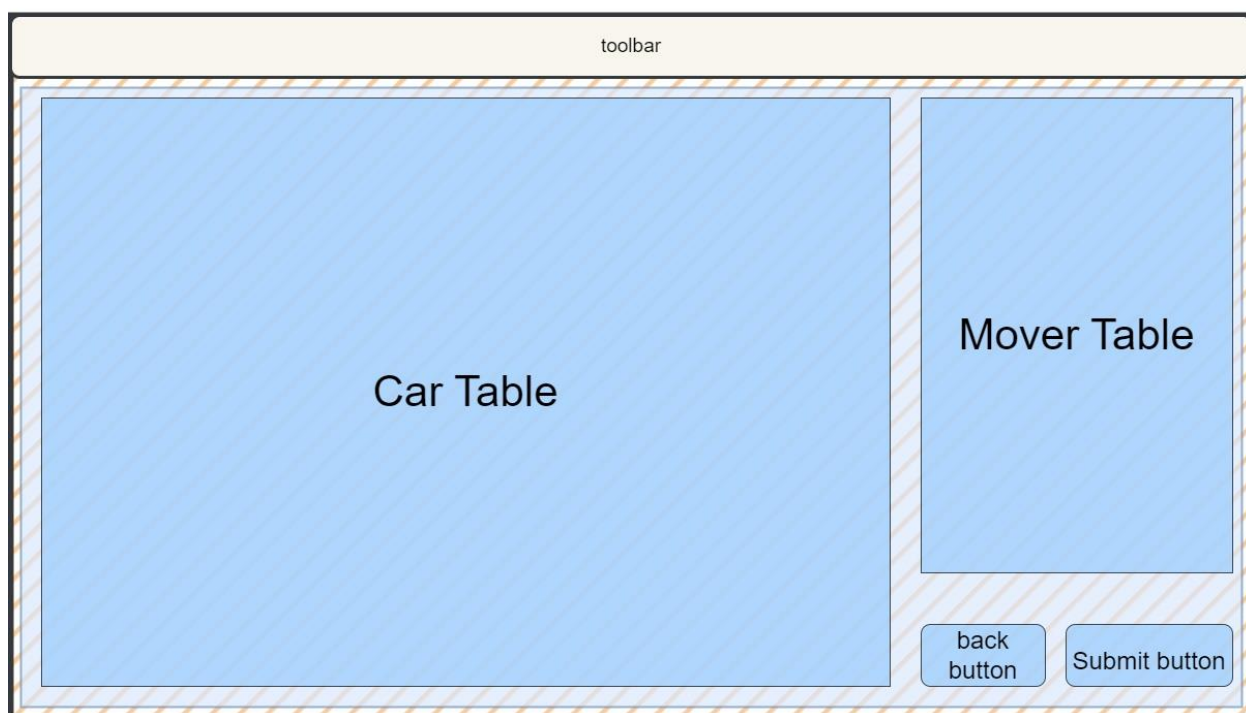 toolbar
Car Table
Mover Table
back
button
Submit button